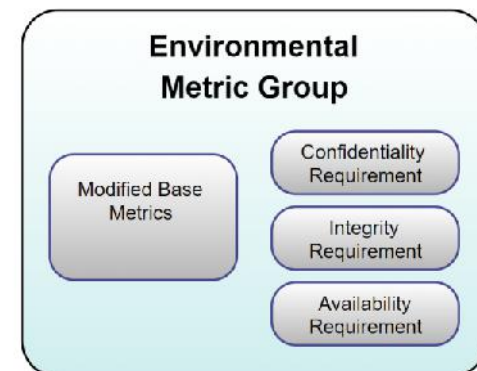 Environmental
Metric Group
Modified Base
Metrics
Confidentiality
Requirement
Integrity
Requirement
Availability
Requirement